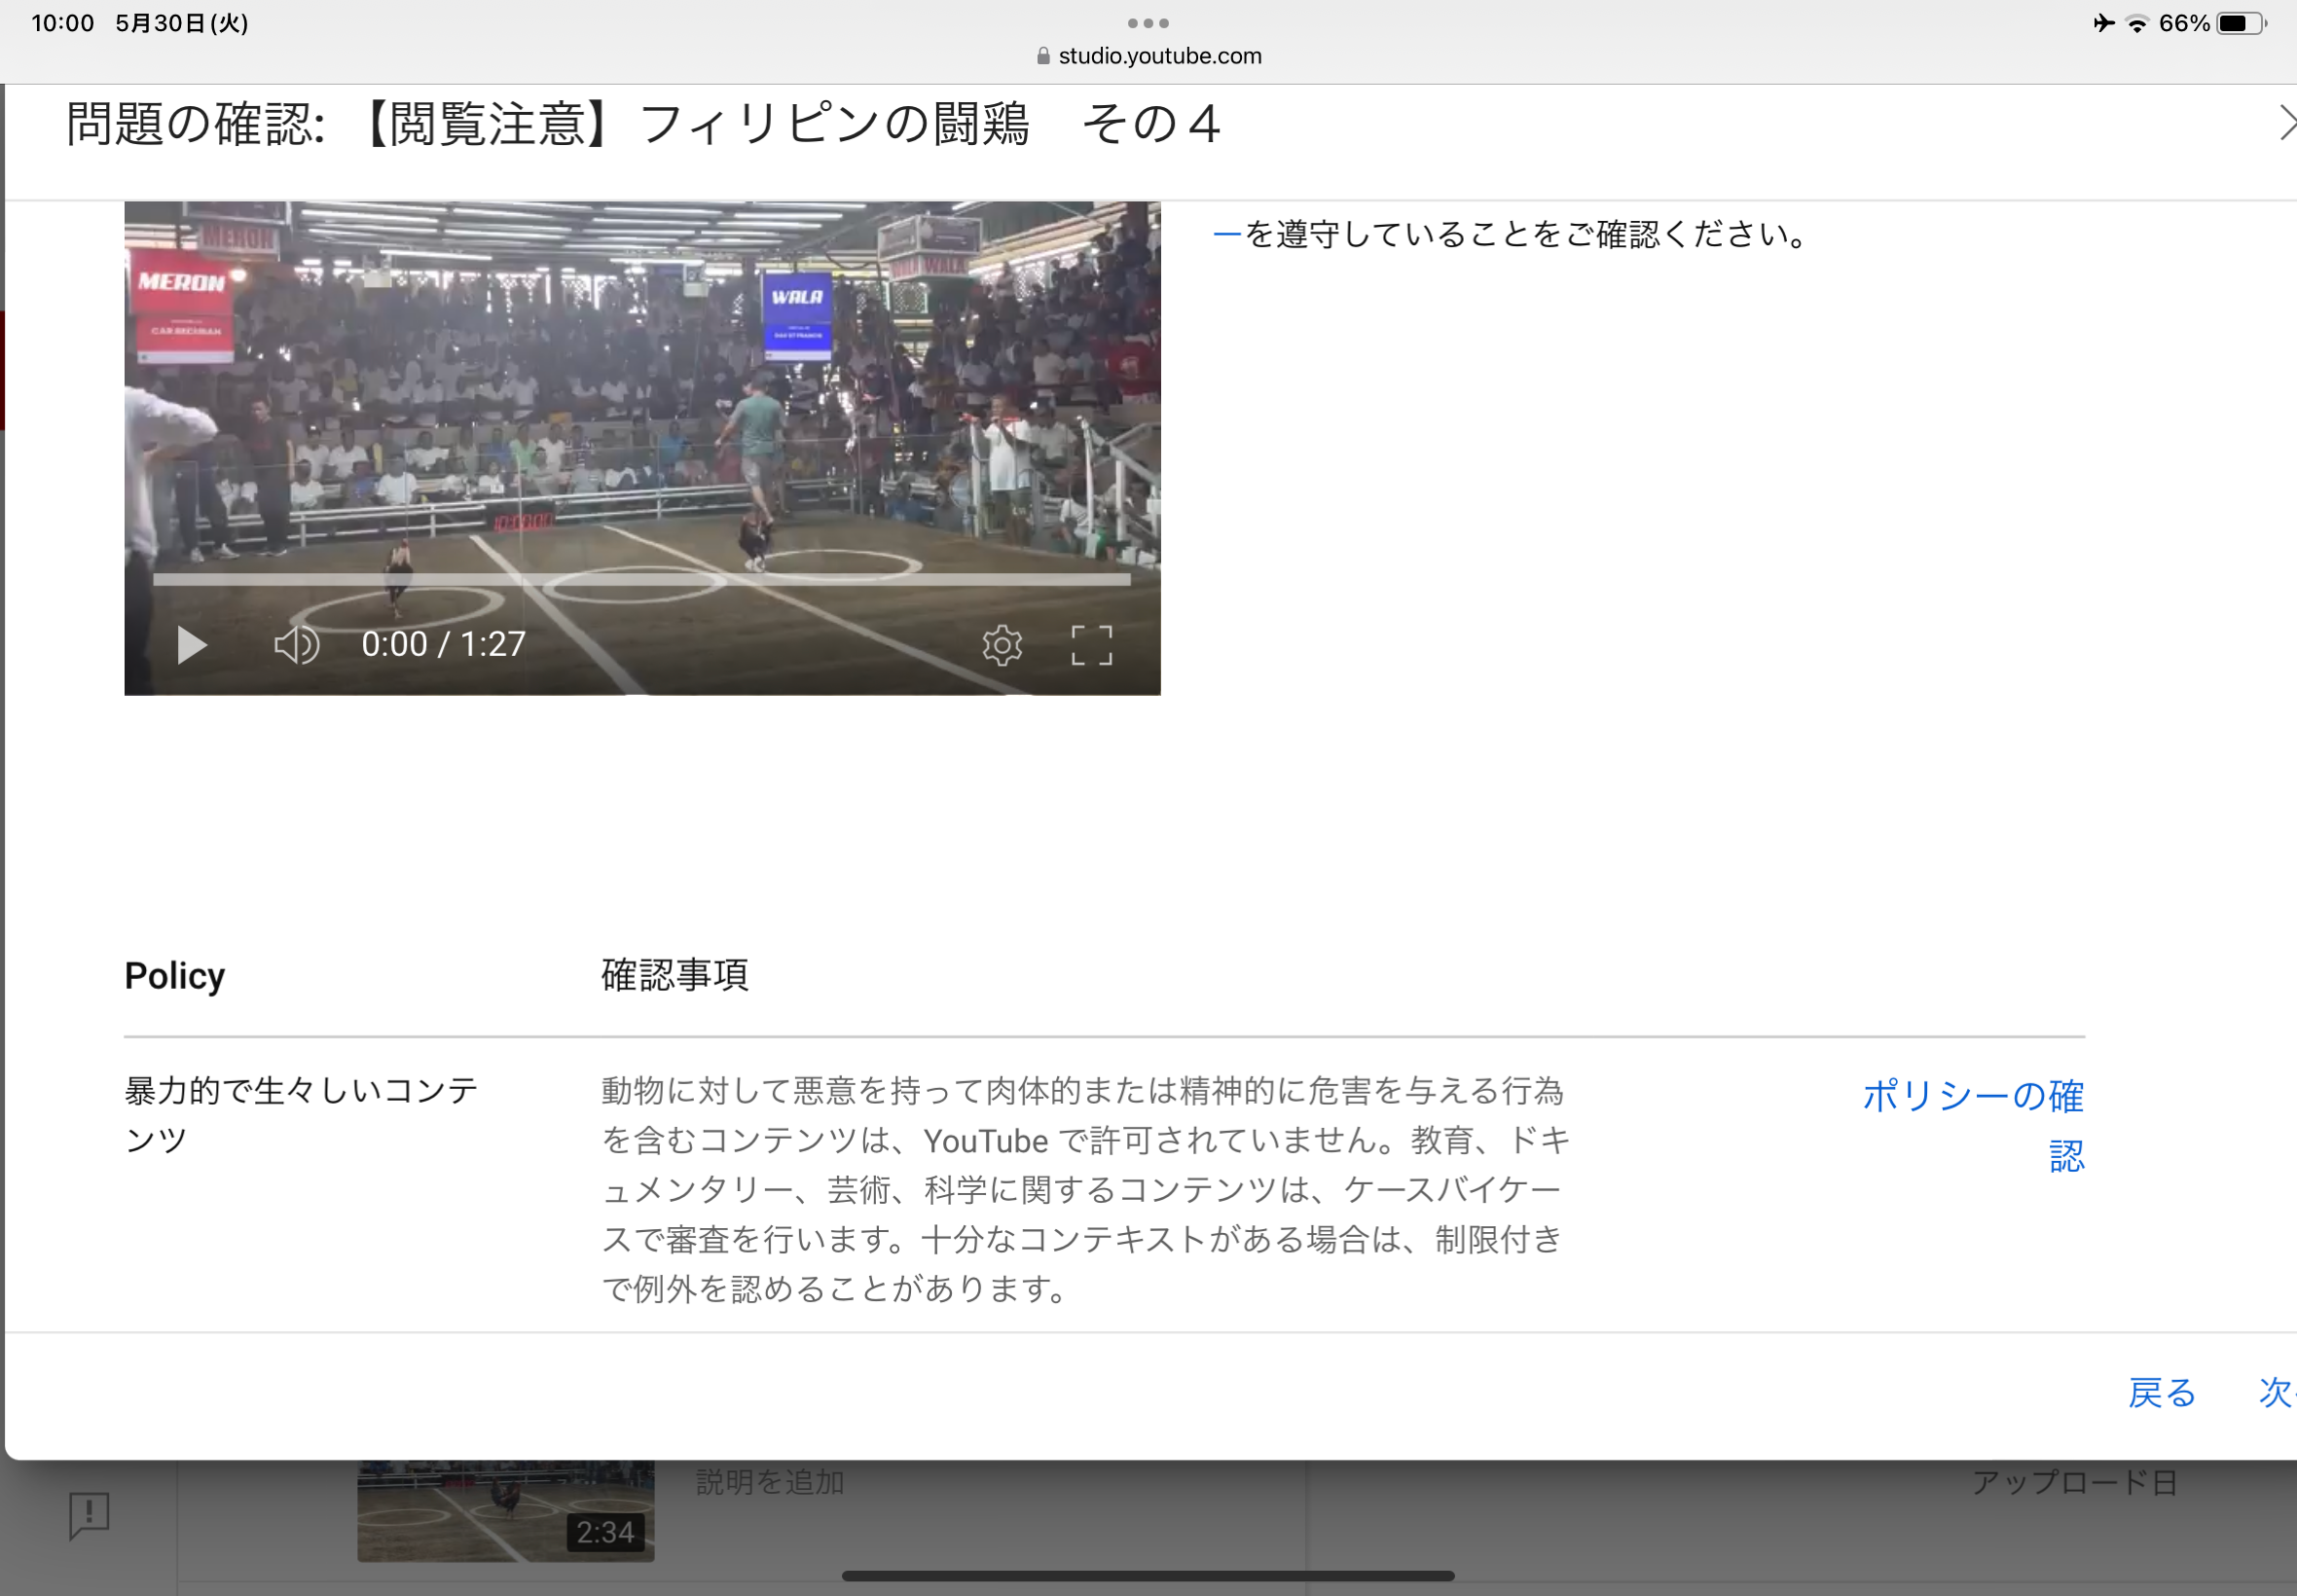 10:00 5月30日(火)
66%
studio.youtube.com
問題の確認: 【閲覧注意】フィリピンの闘鶏 その４
ーを遵守していることをご確認ください。
MERON
MERON
CAR RECHMAH
WALA
WALA
10:00:00
0:00 / 1:27
Policy 確認事項
暴力的で生々しいコンテ
ンツ
動物に対して悪意を持って肉体的または精神的に危害を与える行為
を含むコンテンツは、YouTube で許可されていません。教育、ドキ
ュメンタリー、芸術、科学に関するコンテンツは、ケースバイケー
スで審査を行います。十分なコンテキストがある場合は、制限付き
で例外を認めることがあります。
ポリシーの確
認
戻る 次
説明を追加
アップロード日
2:34